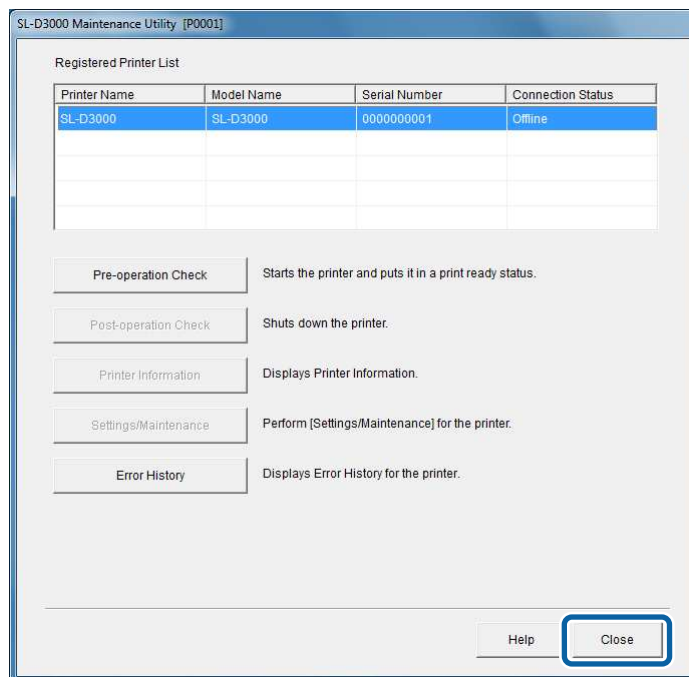 SL-D3000 Maintenance Utility [P0001]
Registered Printer List
Printer Name Model Name Serial Number Connection Status
SL-D3000 SL-D3000 0000000001 Offline
Pre-operation Check Starts the printer and puts it in a print ready status.
Post-operation Check Shuts down the printer.
Printer Information Displays Printer Information.
Settings/Maintenance Perform [Settings/Maintenance] for the printer.
Error History Displays Error History for the printer.
Help Close